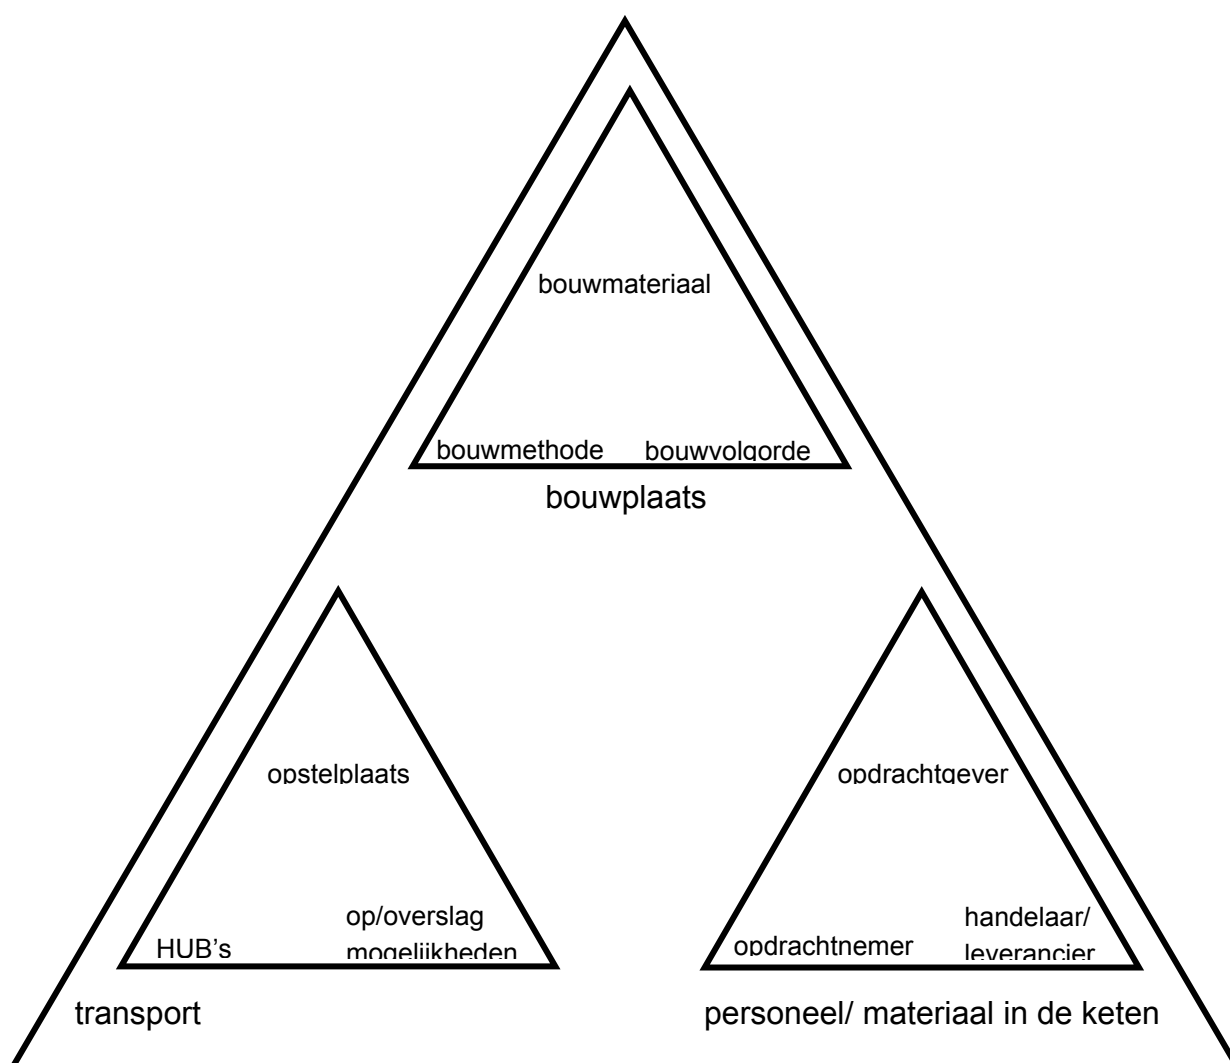 bouwmateriaal
bouwmethode bouwvolgorde
bouwplaats
opstelplaats
opdrachtgever
op/overslag
mogelijkheden
HUB's
handelaar/
leverancier
opdrachtnemer
transport
personeel/ materiaal in de keten